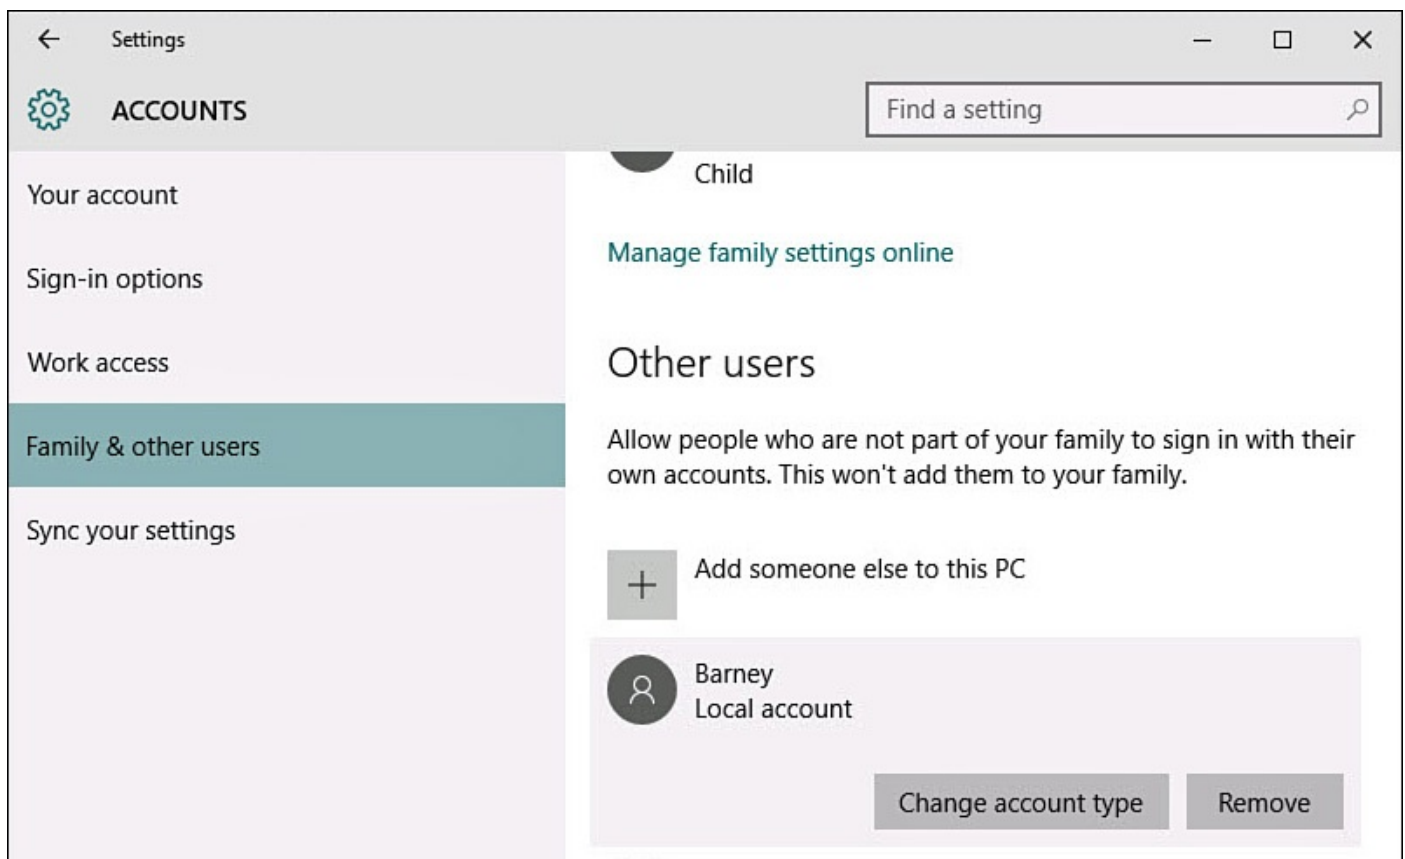 Settings
ACCOUNTS
Find a setting
Your account
Sign-in options
Work access
Family & other users
Sync your settings
Child
Manage family settings online
Other users
Allow people who are not part of your family to sign in with their
own accounts. This won't add them to your family.
Add someone else to this PC
Barney
Local account
Change account type
Remove